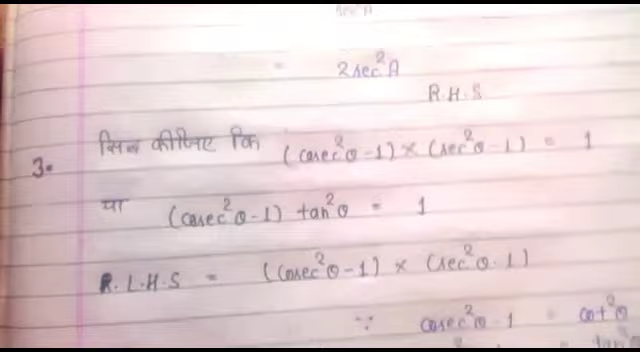 = 2sec²A
R.H.S
3. सिद्ध कीजिए कि (cosec²θ-1)×(sec²θ-1) = 1
या (cosec²θ-1) tan²θ = 1
L.H.S = (cosec²θ-1) × (sec²θ-1)
∵ cosec²θ-1 = cot²θ